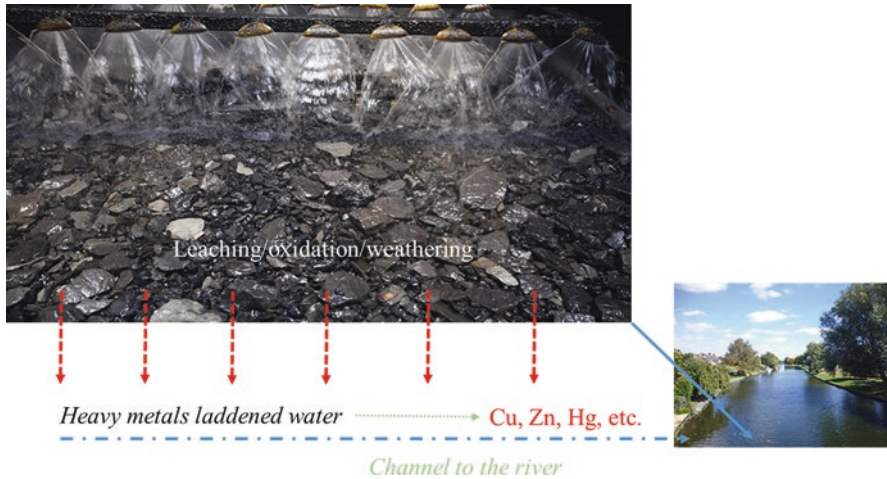 Leaching/oxidation/weathering
Heavy metals laddened water
Cu, Zn, Hg, etc.
Channel to the river